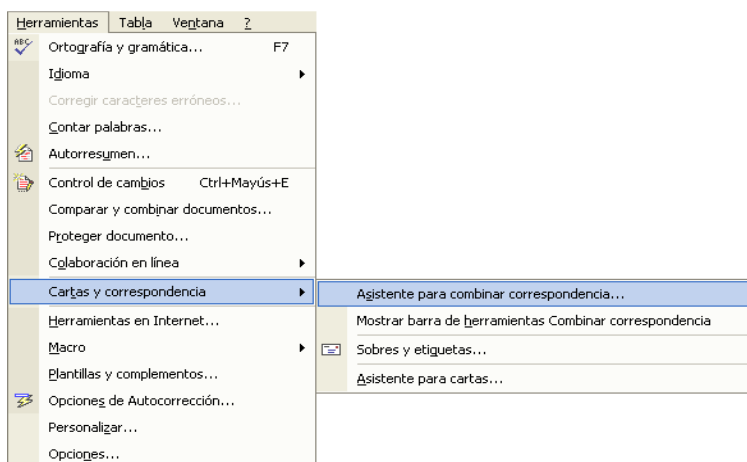 Herramientas Tabla Ventana ?
ABC Ortografía y gramática... F7
Idioma
Corregir caracteres erróneos...
Contar palabras...
Autorresumen...
Control de cambios Ctrl+Mayús+E
Comparar y combinar documentos...
Proteger documento...
Colaboración en línea
Cartas y correspondencia
Asistente para combinar correspondencia...
Herramientas en Internet...
Mostrar barra de herramientas Combinar correspondencia
Macro
Sobres y etiquetas...
Plantillas y complementos...
Asistente para cartas...
Opciones de Autocorrección...
Personalizar...
Opciones...